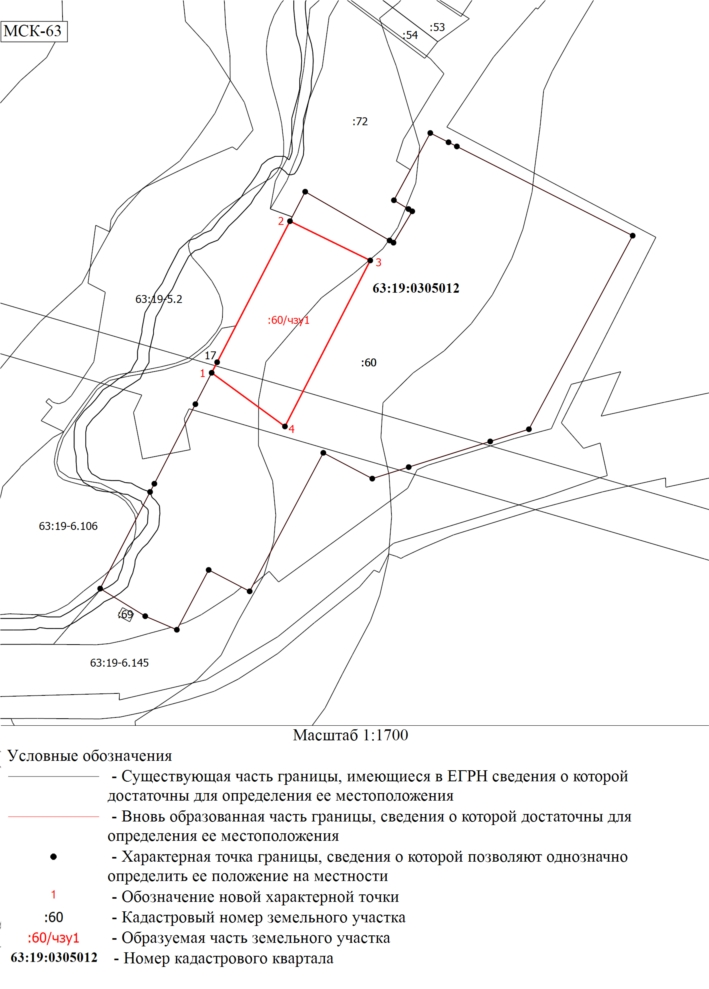 МСК-63
:53
:54
:72
2
3
63:19:0305012
63:19-5.2
:60/чзу1
17
:60
1
4
63:19-6.106
:69
63:19-6.145
Масштаб 1:1700
Условные обозначения
- Существующая часть границы, имеющиеся в ЕГРН сведения о которой
достаточны для определения ее местоположения
- Вновь образованная часть границы, сведения о которой достаточны для
определения ее местоположения
- Характерная точка границы, сведения о которой позволяют однозначно
определить ее положение на местности
1 - Обозначение новой характерной точки
:60 - Кадастровый номер земельного участка
:60/чзу1 - Образуемая часть земельного участка
63:19:0305012 - Номер кадастрового квартала